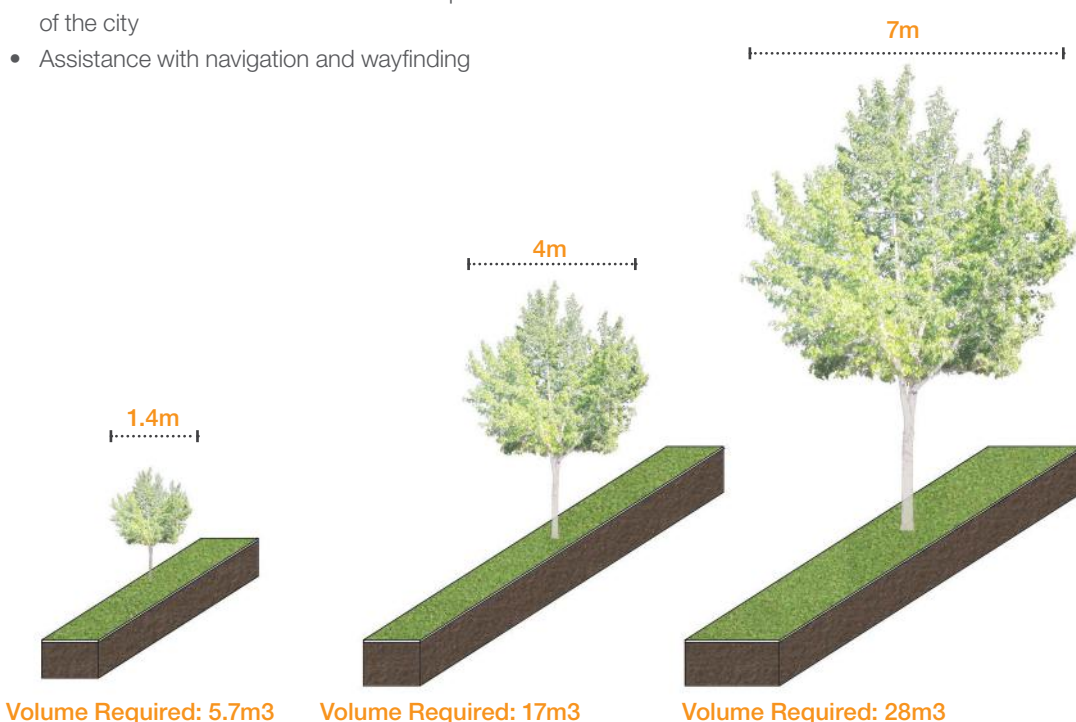 of the city
• Assistance with navigation and wayfinding
7m
4m
1.4m
Volume Required: 5.7m3
Volume Required: 17m3
Volume Required: 28m3